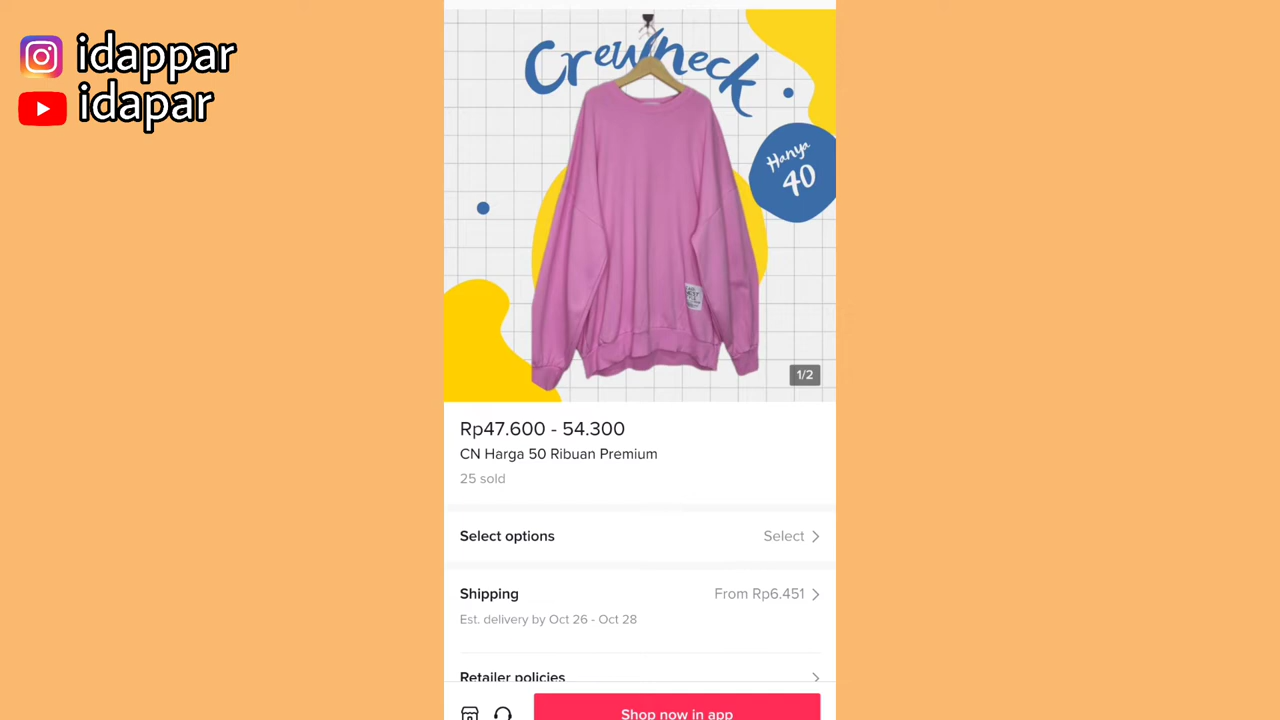 idappar
idapar
Crewneck
Hanya
40
1/2
Rp47.600 - 54.300
CN Harga 50 Ribuan Premium
25 sold
Select options
Select
Shipping
From Rp6.451
Est. delivery by Oct 26 - Oct 28
Retailer policies
Shop now in app